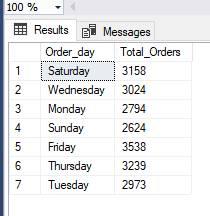 100 %
Results Messages
Order_day Total_Orders
1 Saturday 3158
2 Wednesday 3024
3 Monday 2794
4 Sunday 2624
5 Friday 3538
6 Thursday 3239
7 Tuesday 2973